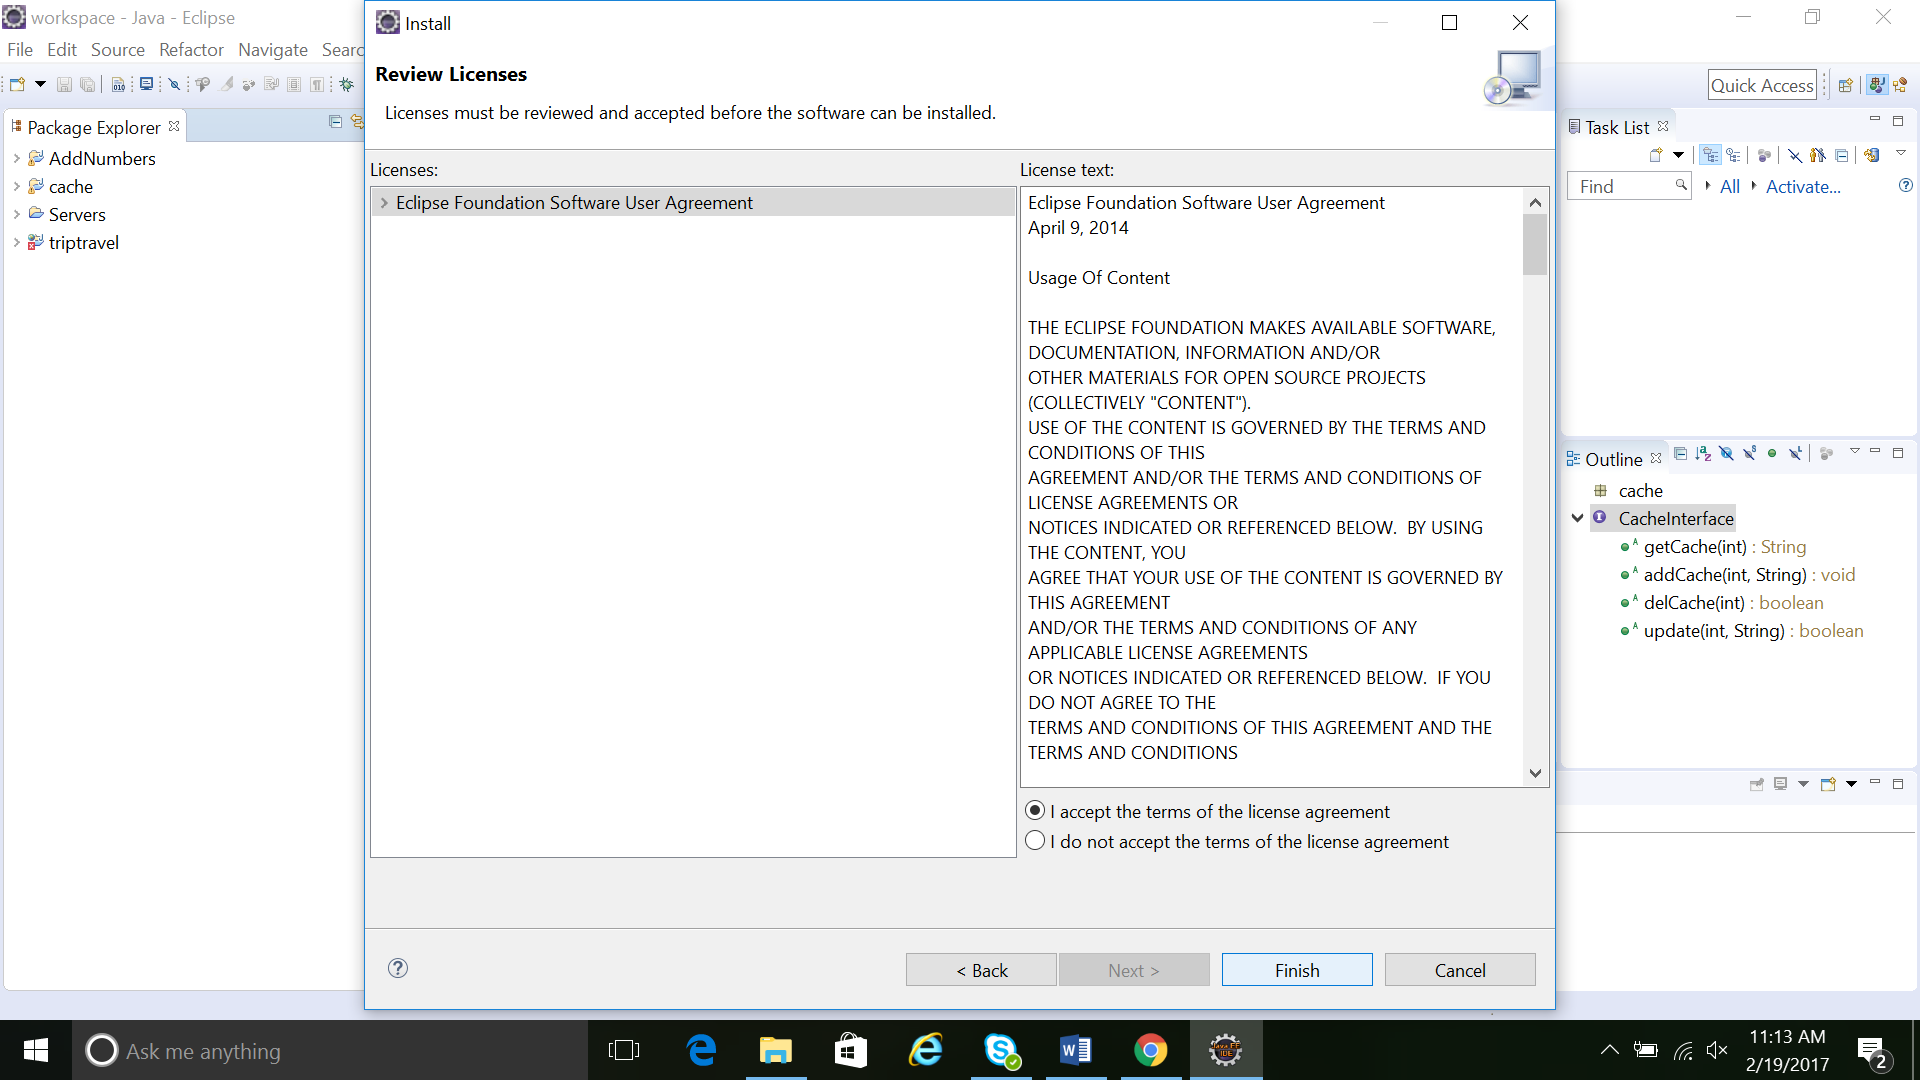 workspace - Java - Eclipse
File Edit Source Refactor Navigate Searc
Package Explorer
AddNumbers
cache
Servers
triptravel
Install
Review Licenses
Licenses must be reviewed and accepted before the software can be installed.
Licenses:
Eclipse Foundation Software User Agreement
License text:
Eclipse Foundation Software User Agreement
April 9, 2014
Usage Of Content
THE ECLIPSE FOUNDATION MAKES AVAILABLE SOFTWARE,
DOCUMENTATION, INFORMATION AND/OR
OTHER MATERIALS FOR OPEN SOURCE PROJECTS
(COLLECTIVELY "CONTENT").
USE OF THE CONTENT IS GOVERNED BY THE TERMS AND
CONDITIONS OF THIS
AGREEMENT AND/OR THE TERMS AND CONDITIONS OF
LICENSE AGREEMENTS OR
NOTICES INDICATED OR REFERENCED BELOW.  BY USING
THE CONTENT, YOU
AGREE THAT YOUR USE OF THE CONTENT IS GOVERNED BY
THIS AGREEMENT
AND/OR THE TERMS AND CONDITIONS OF ANY
APPLICABLE LICENSE AGREEMENTS
OR NOTICES INDICATED OR REFERENCED BELOW.  IF YOU
DO NOT AGREE TO THE
TERMS AND CONDITIONS OF THIS AGREEMENT AND THE
TERMS AND CONDITIONS
I accept the terms of the license agreement
I do not accept the terms of the license agreement
< Back
Next >
Finish
Cancel
Quick Access
Task List
Find
All
Activate...
Outline
cache
CacheInterface
getCache(int) : String
addCache(int, String) : void
delCache(int) : boolean
update(int, String) : boolean
Ask me anything
11:13 AM
2/19/2017
2